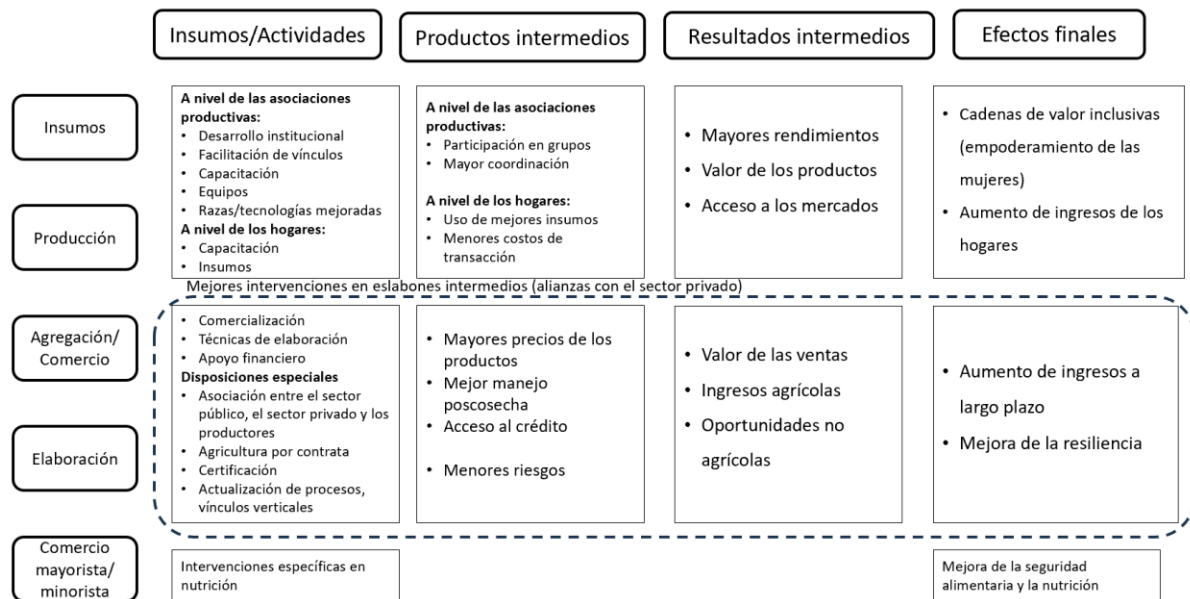 Insumos/Actividades
Productos intermedios
Resultados intermedios
Efectos finales
Insumos
Producción
A nivel de las asociaciones
productivas:
• Desarrollo institucional
• Facilitación de vínculos
• Capacitación
• Equipos
• Razas/tecnologías mejoradas
A nivel de los hogares:
• Capacitación
• Insumos
A nivel de las asociaciones
productivas:
• Participación en grupos
• Mayor coordinación
A nivel de los hogares:
• Uso de mejores insumos
• Menores costos de
transacción
• Mayores rendimientos
• Valor de los productos
• Acceso a los mercados
• Cadenas de valor inclusivas
(empoderamiento de las
mujeres)
• Aumento de ingresos de los
hogares
Mejores intervenciones en eslabones intermedios (alianzas con el sector privado)
Agregación/
Comercio
Elaboración
• Comercialización
• Técnicas de elaboración
• Apoyo financiero
Disposiciones especiales
• Asociación entre el sector
público, el sector privado y los
productores
• Agricultura por contrata
• Certificación
• Actualización de procesos,
vínculos verticales
• Mayores precios de los
productos
• Mejor manejo
poscosecha
• Acceso al crédito
• Menores riesgos
• Valor de las ventas
• Ingresos agrícolas
• Oportunidades no
agrícolas
• Aumento de ingresos a
largo plazo
• Mejora de la resiliencia
Comercio
mayorista/
minorista
Intervenciones específicas en
nutrición
Mejora de la seguridad
alimentaria y la nutrición